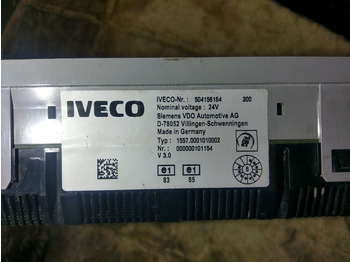 IVECO
IVECO-Nr.: 504156164 300
Nominal voltage: 24V
Siemens VDO Automotive AG
D-78052 Villingen-Schwenningen
Made in Germany
Typ: 1557.0001010002
Nr.: 000000101154
V 3.0
e1 e1
83 85